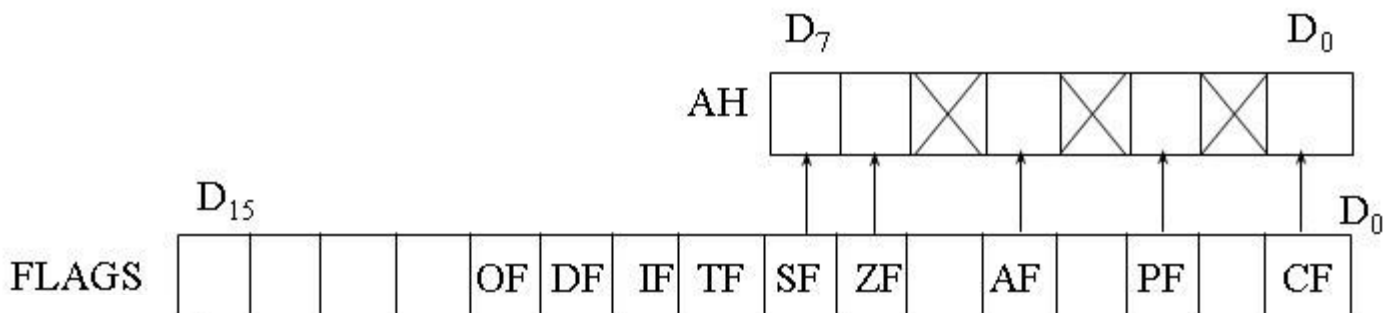 D7 D0
AH
D15 D0
FLAGS OF DF IF TF SF ZF AF PF CF